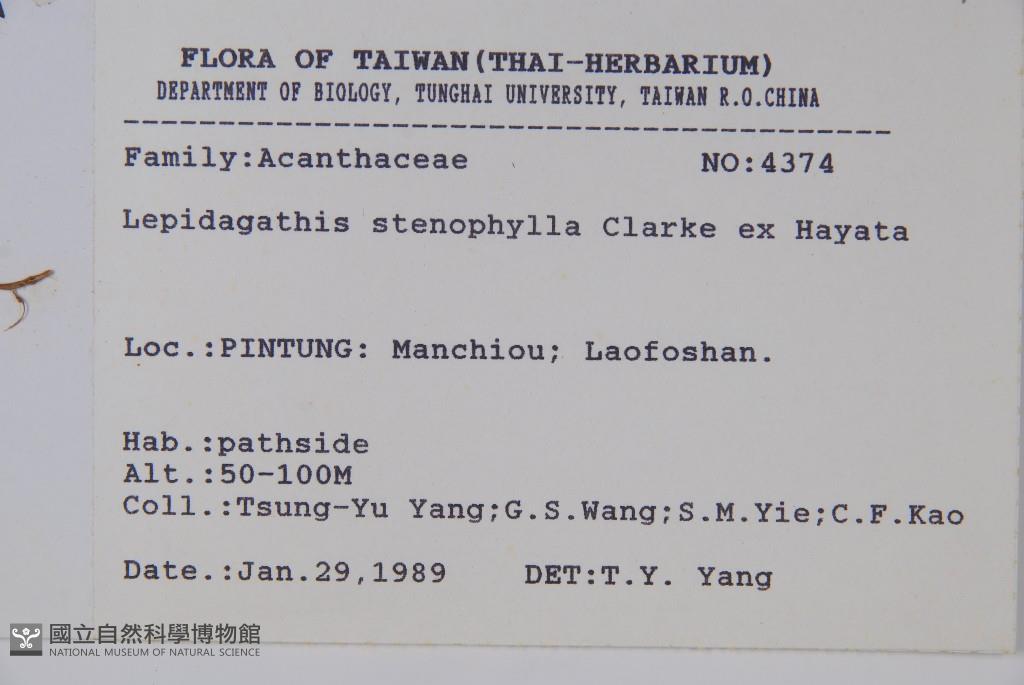 FLORA OF TAIWAN(THAI-HERBARIUM)
DEPARTMENT OF BIOLOGY, TUNGHAI UNIVERSITY, TAIWAN R.O.CHINA
Family:Acanthaceae NO:4374
Lepidagathis stenophylla Clarke ex Hayata
Loc.:PINTUNG: Manchiou; Laofoshan.
Hab.:pathside
Alt.:50-100M
Coll.:Tsung-Yu Yang;G.S.Wang;S.M.Yie;C.F.Kao
Date.:Jan.29,1989 DET:T.Y. Yang
國立自然科學博物館
NATIONAL MUSEUM OF NATURAL SCIENCE